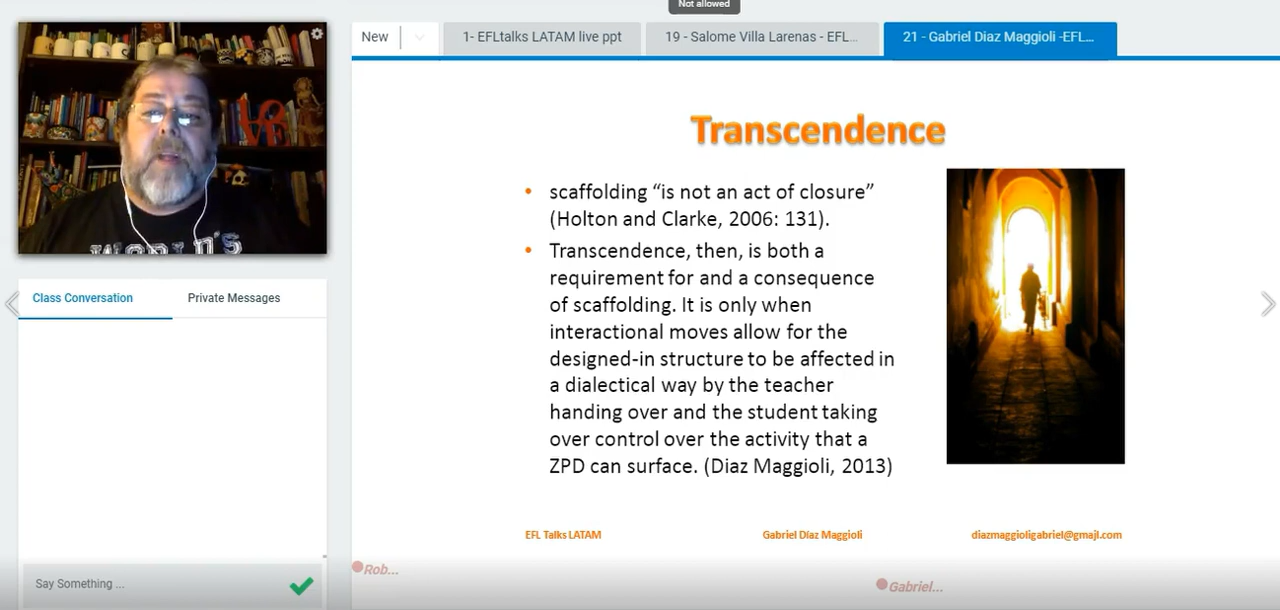 Not allowed
New
1- EFLtalks LATAM live ppt
19 - Salome Villa Larenas - EFL...
21 - Gabriel Diaz Maggioli -EFL...
LOVE
WORLD'S
Transcendence
• scaffolding “is not an act of closure”
(Holton and Clarke, 2006: 131).
• Transcendence, then, is both a
requirement for and a consequence
of scaffolding. It is only when
interactional moves allow for the
designed-in structure to be affected in
a dialectical way by the teacher
handing over and the student taking
over control over the activity that a
ZPD can surface. (Diaz Maggioli, 2013)
EFL Talks LATAM
Gabriel Díaz Maggioli
diazmaggioligabriel@gmajl.com
Class Conversation
Private Messages
Say Something ...
Rob...
Gabriel...